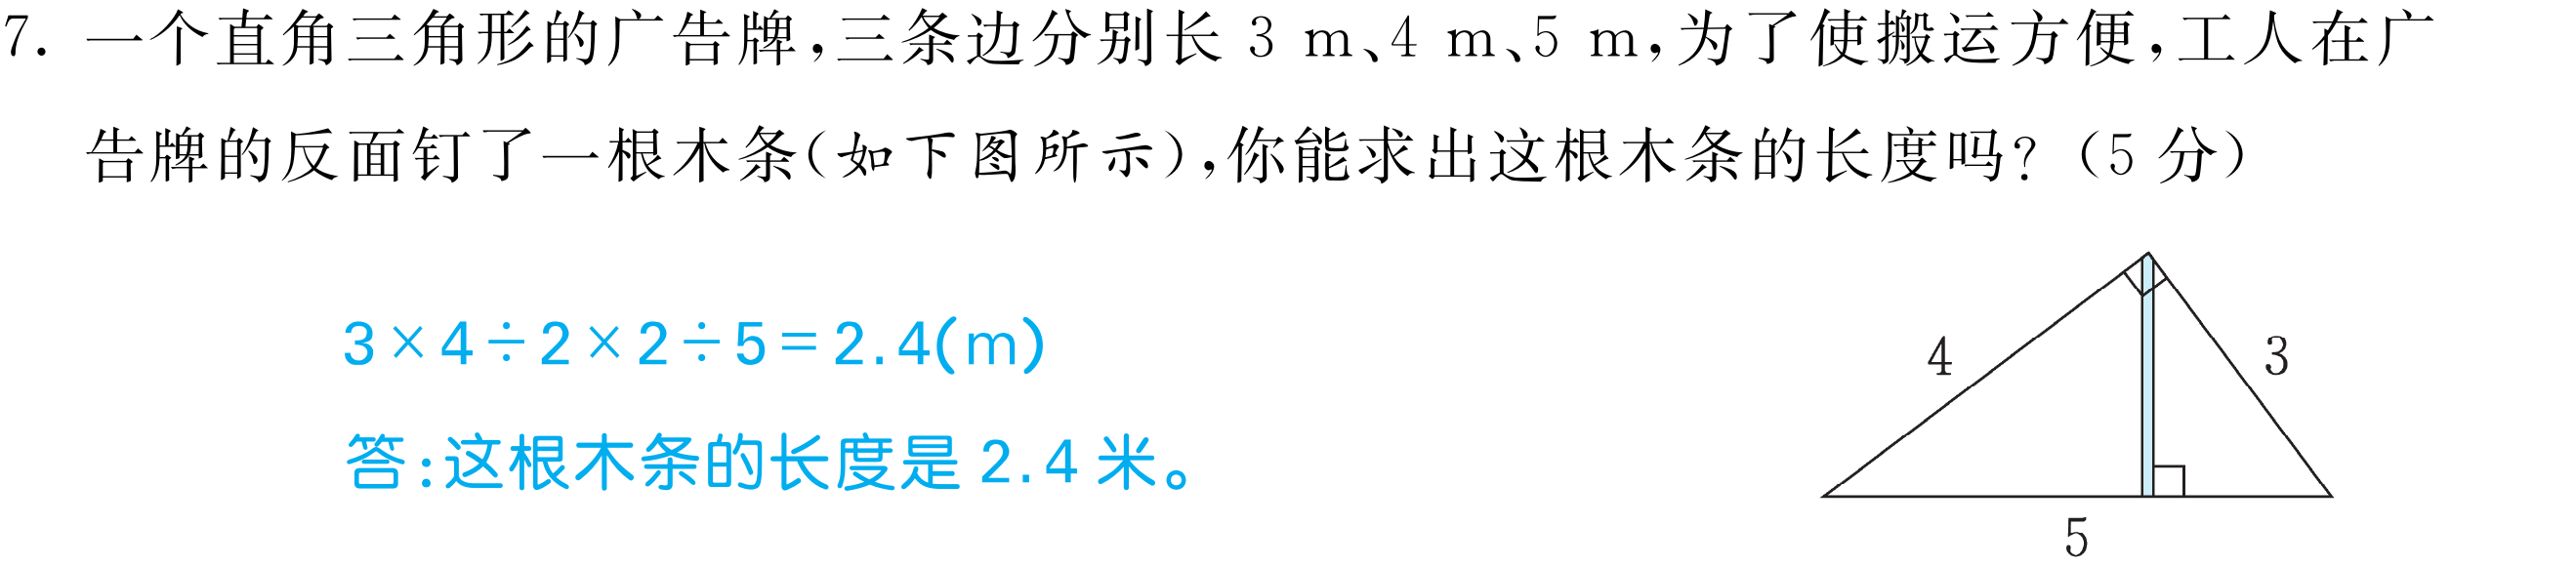 7. 一个直角三角形的广告牌,三条边分别长 3 m、4 m、5 m,为了使搬运方便,工人在广
告牌的反面钉了一根木条(如下图所示),你能求出这根木条的长度吗?(5 分)
3×4÷2×2÷5=2.4(m)
答:这根木条的长度是 2.4 米。
4
3
5